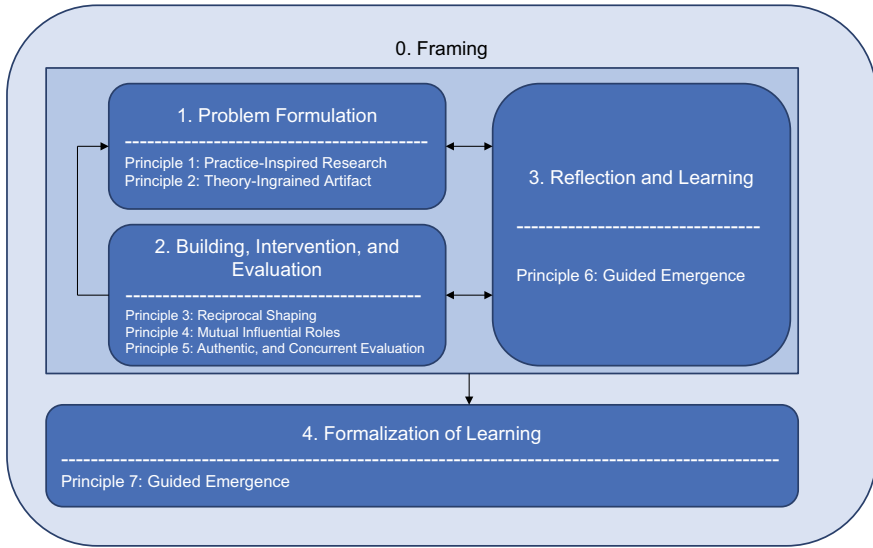 0. Framing
1. Problem Formulation
Principle 1: Practice-Inspired Research
Principle 2: Theory-Ingrained Artifact
2. Building, Intervention, and
Evaluation
Principle 3: Reciprocal Shaping
Principle 4: Mutual Influential Roles
Principle 5: Authentic, and Concurrent Evaluation
3. Reflection and Learning
Principle 6: Guided Emergence
4. Formalization of Learning
Principle 7: Guided Emergence